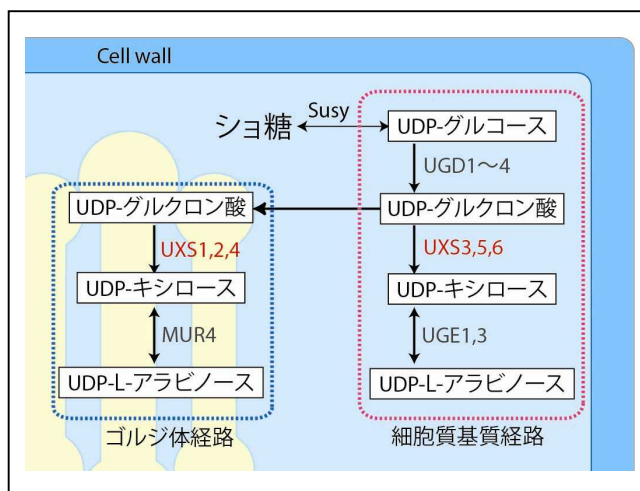 Cell wall
Susy
ショ糖
UDP-グルコース
UGD1〜4
UDP-グルクロン酸
UDP-グルクロン酸
UXS1,2,4
UXS3,5,6
UDP-キシロース
UDP-キシロース
MUR4
UGE1,3
UDP-L-アラビノース
UDP-L-アラビノース
ゴルジ体経路
細胞質基質経路